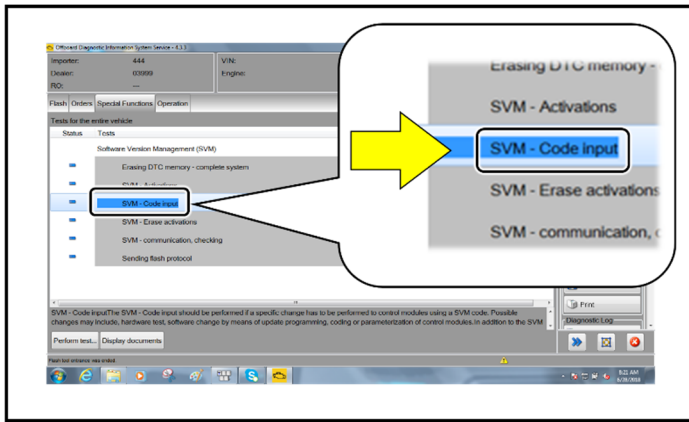 Offboard Diagnostic Information System Service - 4.3.3
Importer: 444
Dealer: 03999
RO: ---
VIN:
Engine:
Flash Orders Special Functions Operation
Tests for the entire vehicle
Status Tests
Software Version Management (SVM)
Erasing DTC memory - complete system
SVM - Activations
SVM - Code input
SVM - Erase activations
SVM - communication, checking
Sending flash protocol
Erasing DTC memory -
SVM - Activations
SVM - Code input
SVM - Erase activations
SVM - communication,
SVM - Code inputThe SVM - Code input should be performed if a specific change has to be performed to control modules using a SVM code. Possible
changes may include, hardware test, software change by means of update programming, coding or parameterization of control modules.In addition to the SVM
Print
Diagnostic Log
Perform test... Display documents
Flash test entrance was ended.
9:21 AM